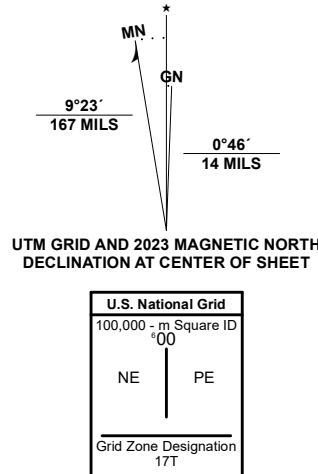 ★
MN
GN
9°23´
167 MILS
0°46´
14 MILS
UTM GRID AND 2023 MAGNETIC NORTH
DECLINATION AT CENTER OF SHEET
U.S. National Grid
100,000 - m Square ID
⁶00
NE PE
Grid Zone Designation
17T